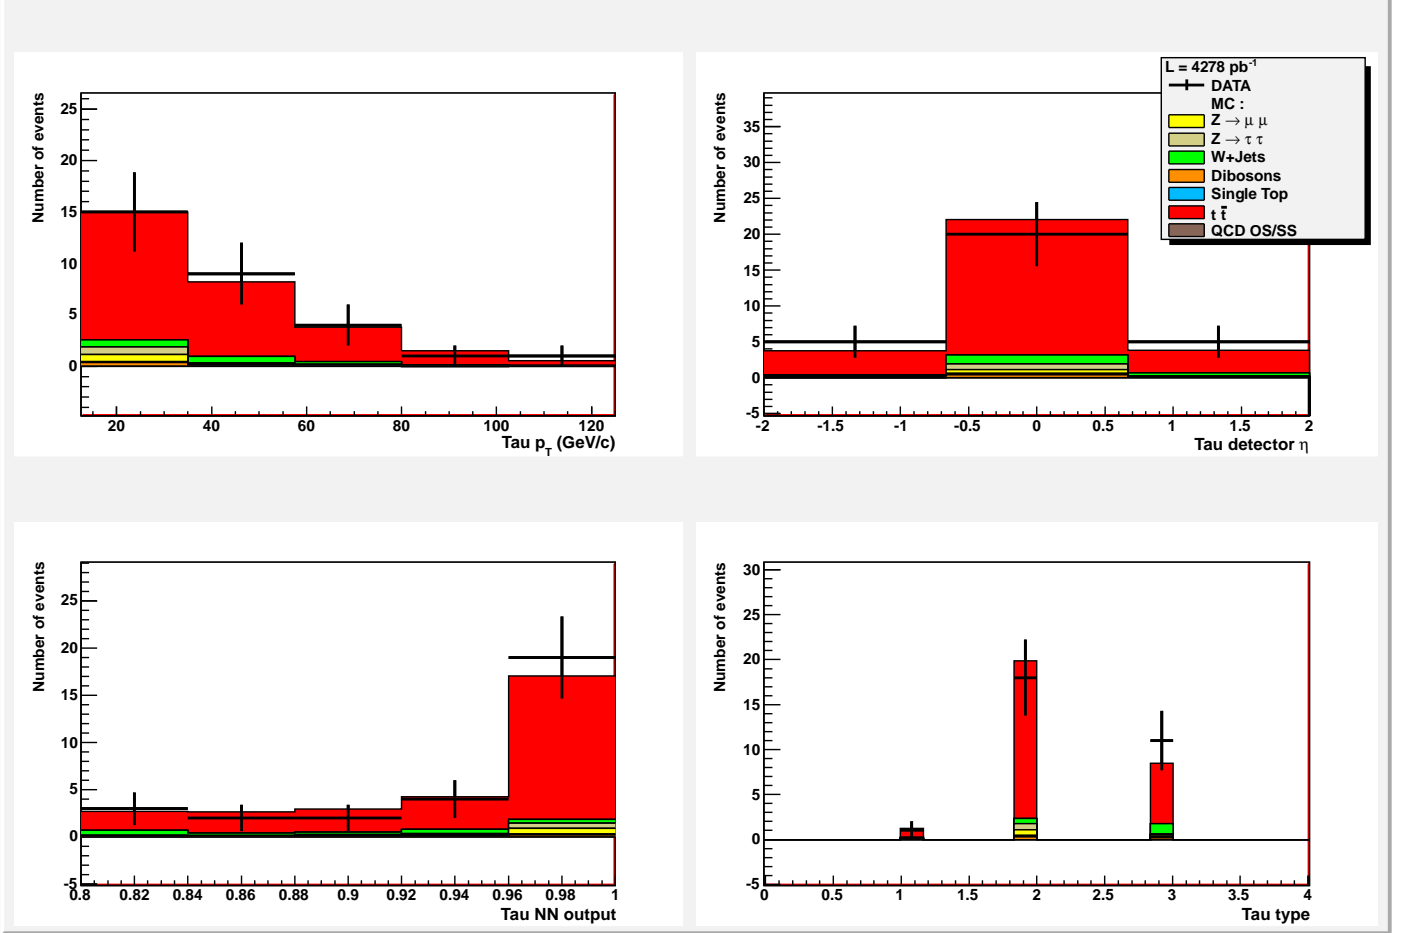 Number of events
25
20
15
10
5
0
20 40 60 80 100 120
Tau p_T (GeV/c)
Number of events
35
30
25
20
15
10
5
0
-5
-2 -1.5 -1 -0.5 0 0.5 1 1.5 2
Tau detector η
L = 4278 pb⁻¹
DATA
MC :
Z → μ μ
Z → τ τ
W+Jets
Dibosons
Single Top
t t̄
QCD OS/SS
Number of events
25
20
15
10
5
0
-5
0.8 0.82 0.84 0.86 0.88 0.9 0.92 0.94 0.96 0.98 1
Tau NN output
Number of events
30
25
20
15
10
5
0
-5
0 0.5 1 1.5 2 2.5 3 3.5 4
Tau type